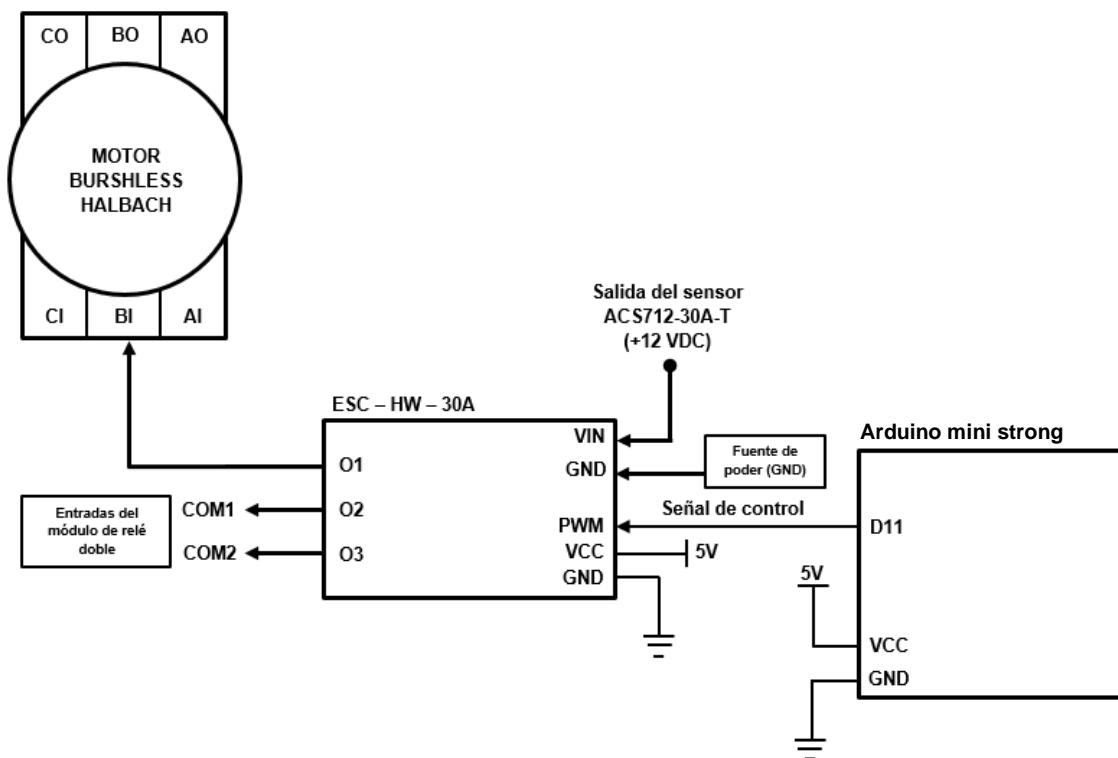 CO BO AO
MOTOR
BURSHLESS
HALBACH
CI BI AI
Salida del sensor
ACS712-30A-T
(+12 VDC)
ESC – HW – 30A
O1
O2
O3
VIN
GND
PWM
VCC
GND
Entradas del
módulo de relé
doble
COM1
COM2
Fuente de
poder (GND)
Señal de control
5V
Arduino mini strong
D11
5V
VCC
GND